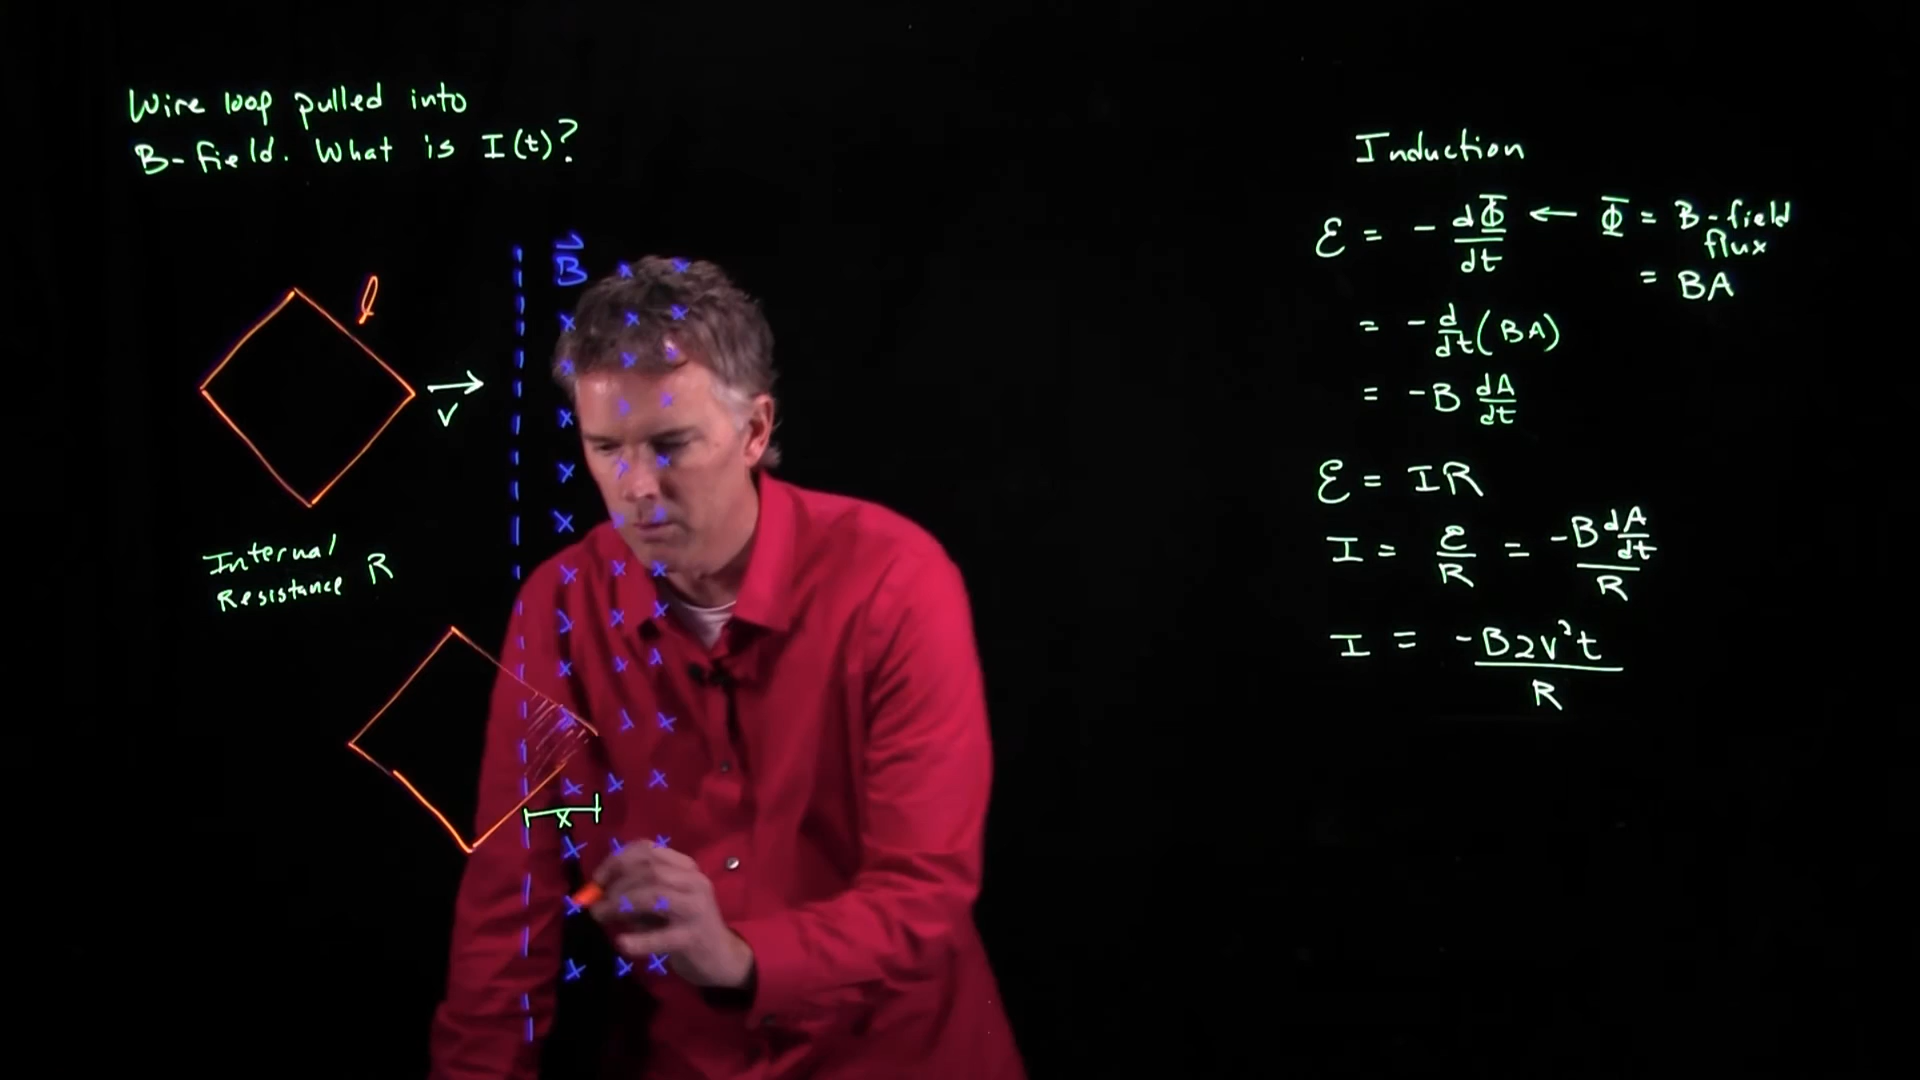 Wire loop pulled into
B-field. What is I(t)?
l
v
Internal
Resistance R
B⃗
x
Induction
ℰ = - dΦ/dt ← Φ = B-field
flux
= BA
= - d/dt (BA)
= -B dA/dt
ℰ = IR
I = ℰ/R = -B dA/dt / R
I = -B2v²t / R